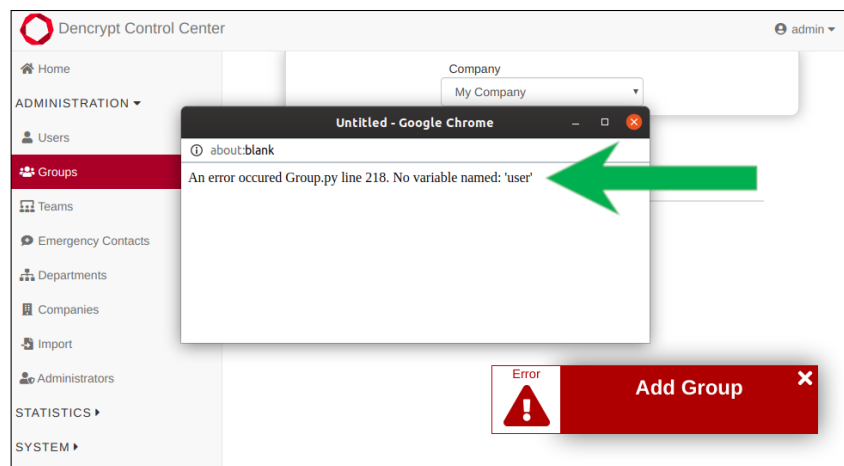 Dencrypt Control Center
admin
Home
Company
My Company
ADMINISTRATION
Untitled - Google Chrome
Users
about:blank
Groups
An error occured Group.py line 218. No variable named: 'user'
Teams
Emergency Contacts
Departments
Companies
Import
Administrators
Error
Add Group
STATISTICS
SYSTEM